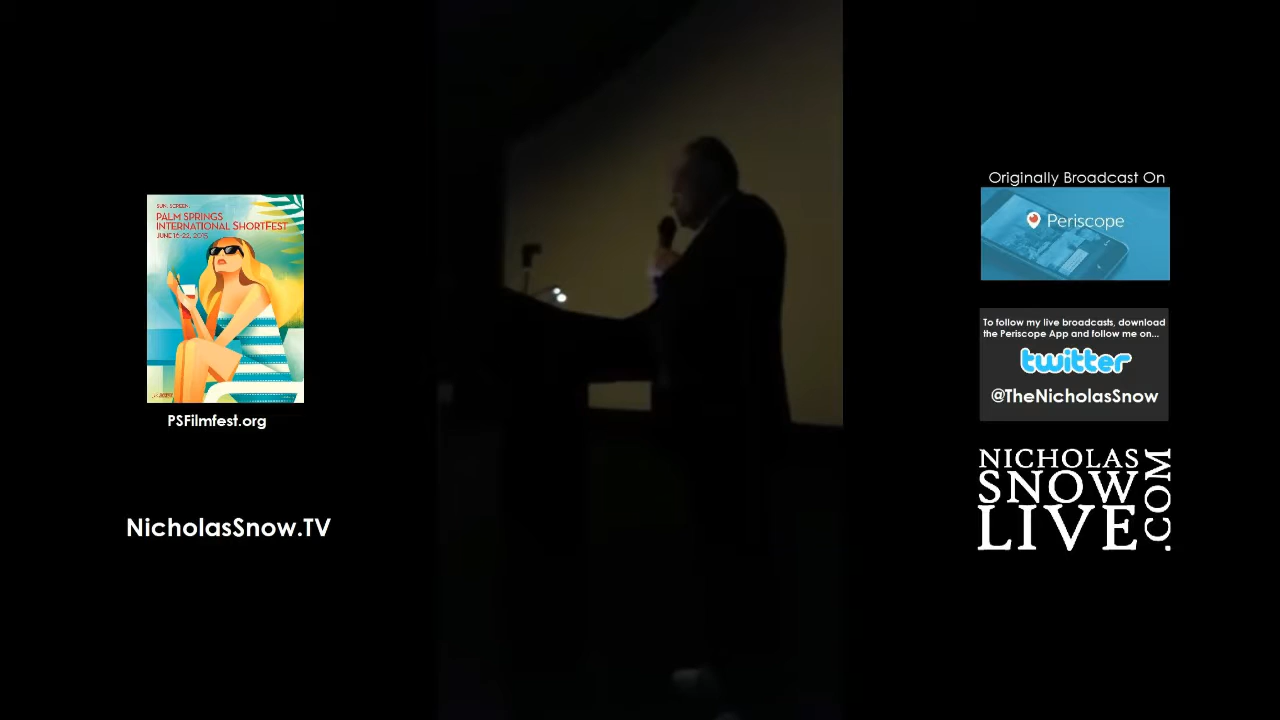 SUN. SCREEN.
PALM SPRINGS
INTERNATIONAL SHORTFEST
JUNE 16-22, 2015
PSFilmfest.org
NicholasSnow.TV
Originally Broadcast On
Periscope
To follow my live broadcasts, download
the Periscope App and follow me on...
twitter
@TheNicholasSnow
NICHOLAS
SNOW
LIVE
.COM